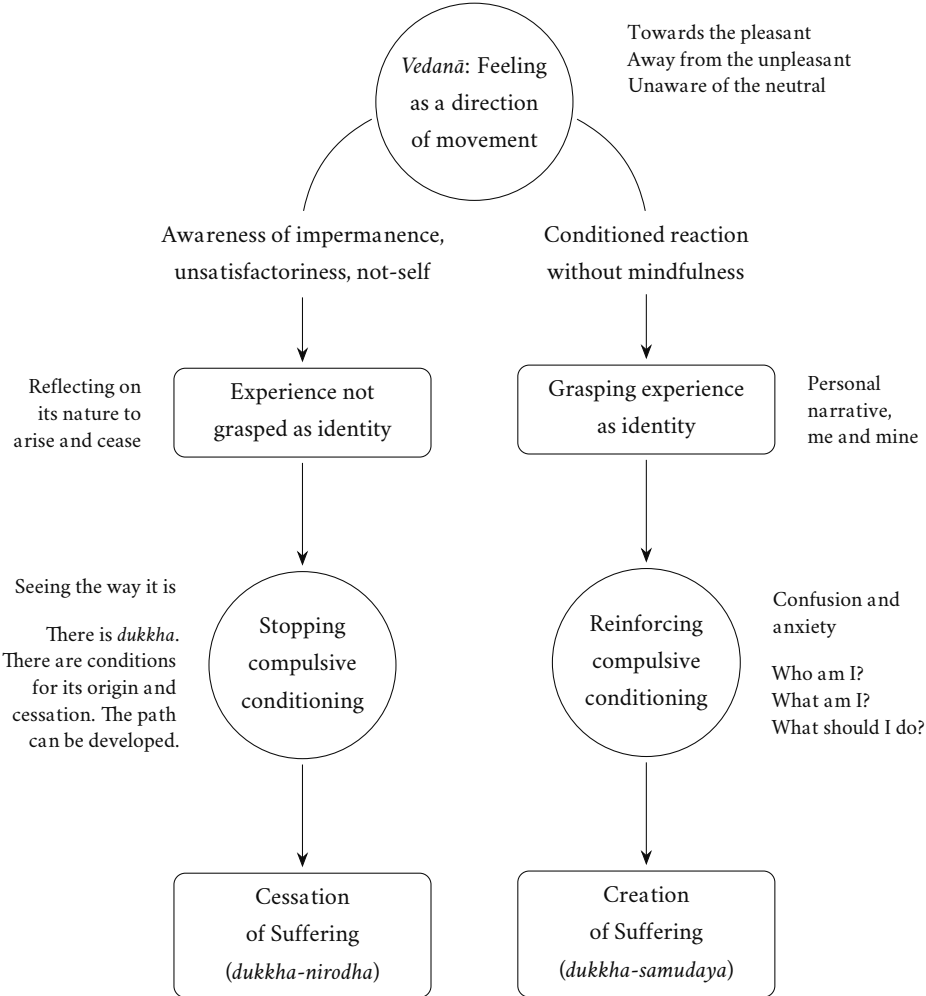 Vedanā: Feeling
as a direction
of movement
Towards the pleasant
Away from the unpleasant
Unaware of the neutral
Awareness of impermanence,
unsatisfactoriness, not-self
Conditioned reaction
without mindfulness
Reflecting on
its nature to
arise and cease
Experience not
grasped as identity
Grasping experience
as identity
Personal
narrative,
me and mine
Seeing the way it is
There is dukkha.
There are conditions
for its origin and
cessation. The path
can be developed.
Stopping
compulsive
conditioning
Reinforcing
compulsive
conditioning
Confusion and
anxiety
Who am I?
What am I?
What should I do?
Cessation
of Suffering
(dukkha-nirodha)
Creation
of Suffering
(dukkha-samudaya)